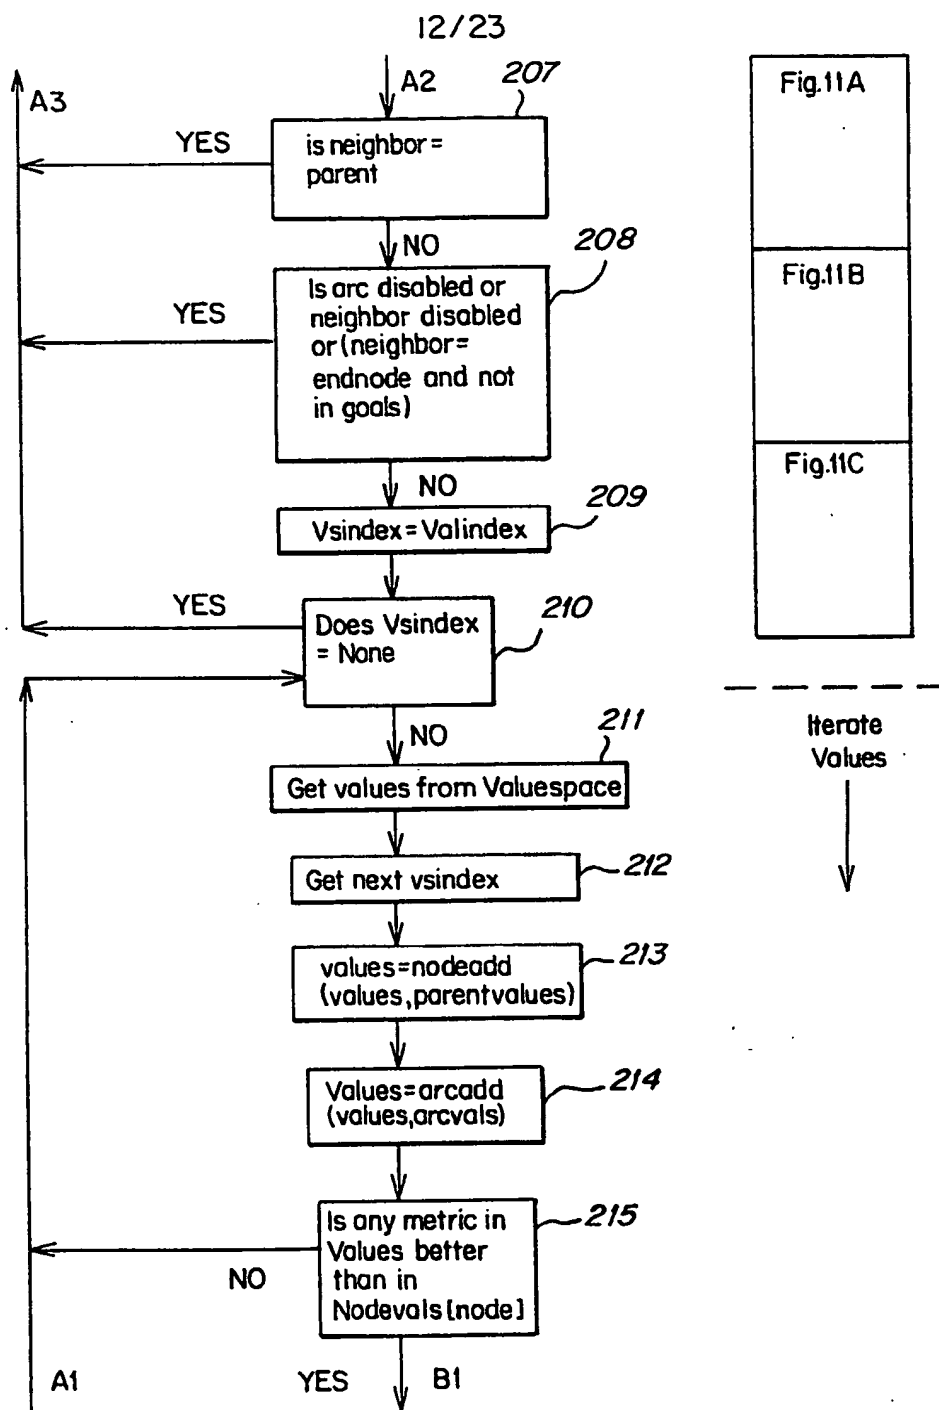 12/23
A2
207
Fig.11A
A3
YES
is neighbor=
parent
NO
208
Fig.11B
YES
Is arc disabled or
neighbor disabled
or (neighbor=
endnode and not
in goals)
Fig.11C
NO
209
Vsindex=Valindex
YES
210
Does Vsindex
= None
NO
211
Iterate
Values
Get values from Valuespace
212
Get next vsindex
213
values=nodeadd
(values,parentvalues)
214
Values=arcadd
(values,arcvals)
215
Is any metric in
Values better
than in
Nodevals[node]
NO
A1
YES
B1